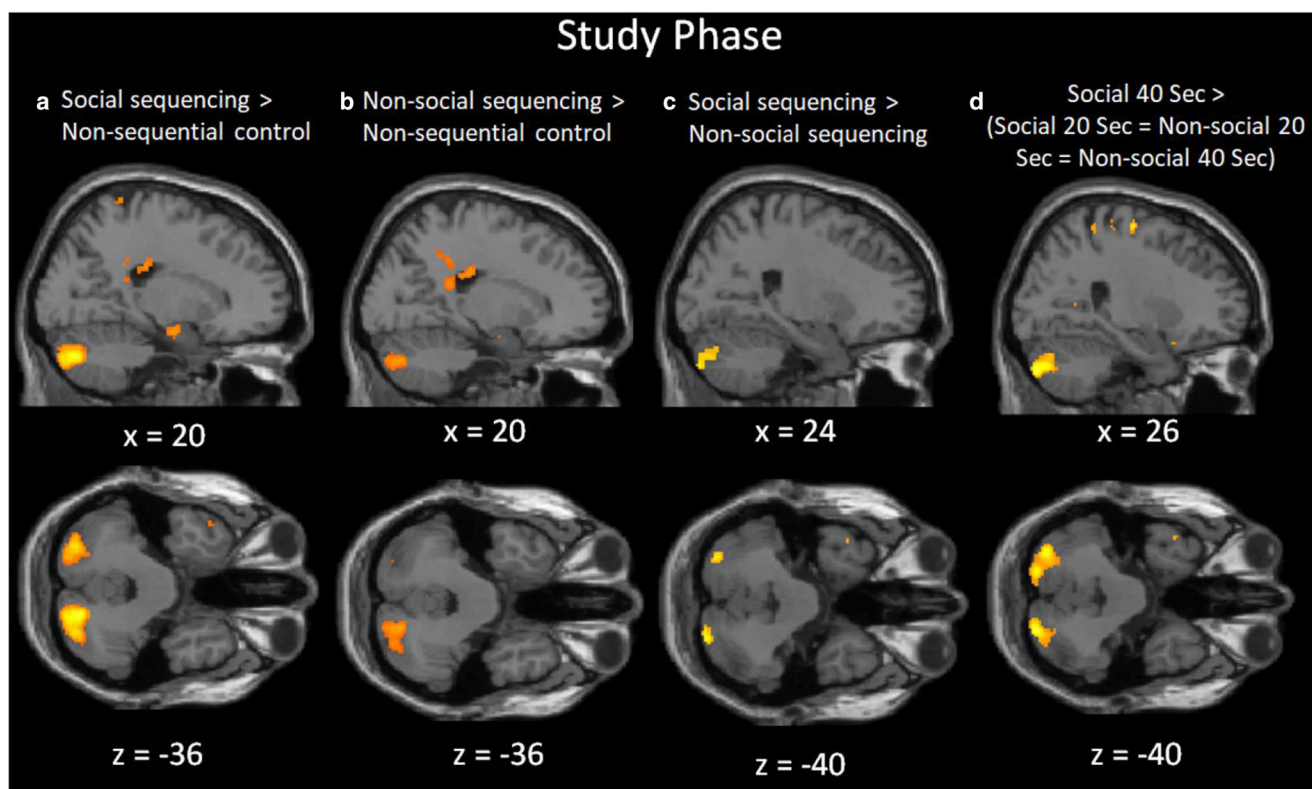 Study Phase
a Social sequencing >
Non-sequential control
b Non-social sequencing >
Non-sequential control
c Social sequencing >
Non-social sequencing
d Social 40 Sec >
(Social 20 Sec = Non-social 20
Sec = Non-social 40 Sec)
x = 20
x = 20
x = 24
x = 26
z = -36
z = -36
z = -40
z = -40